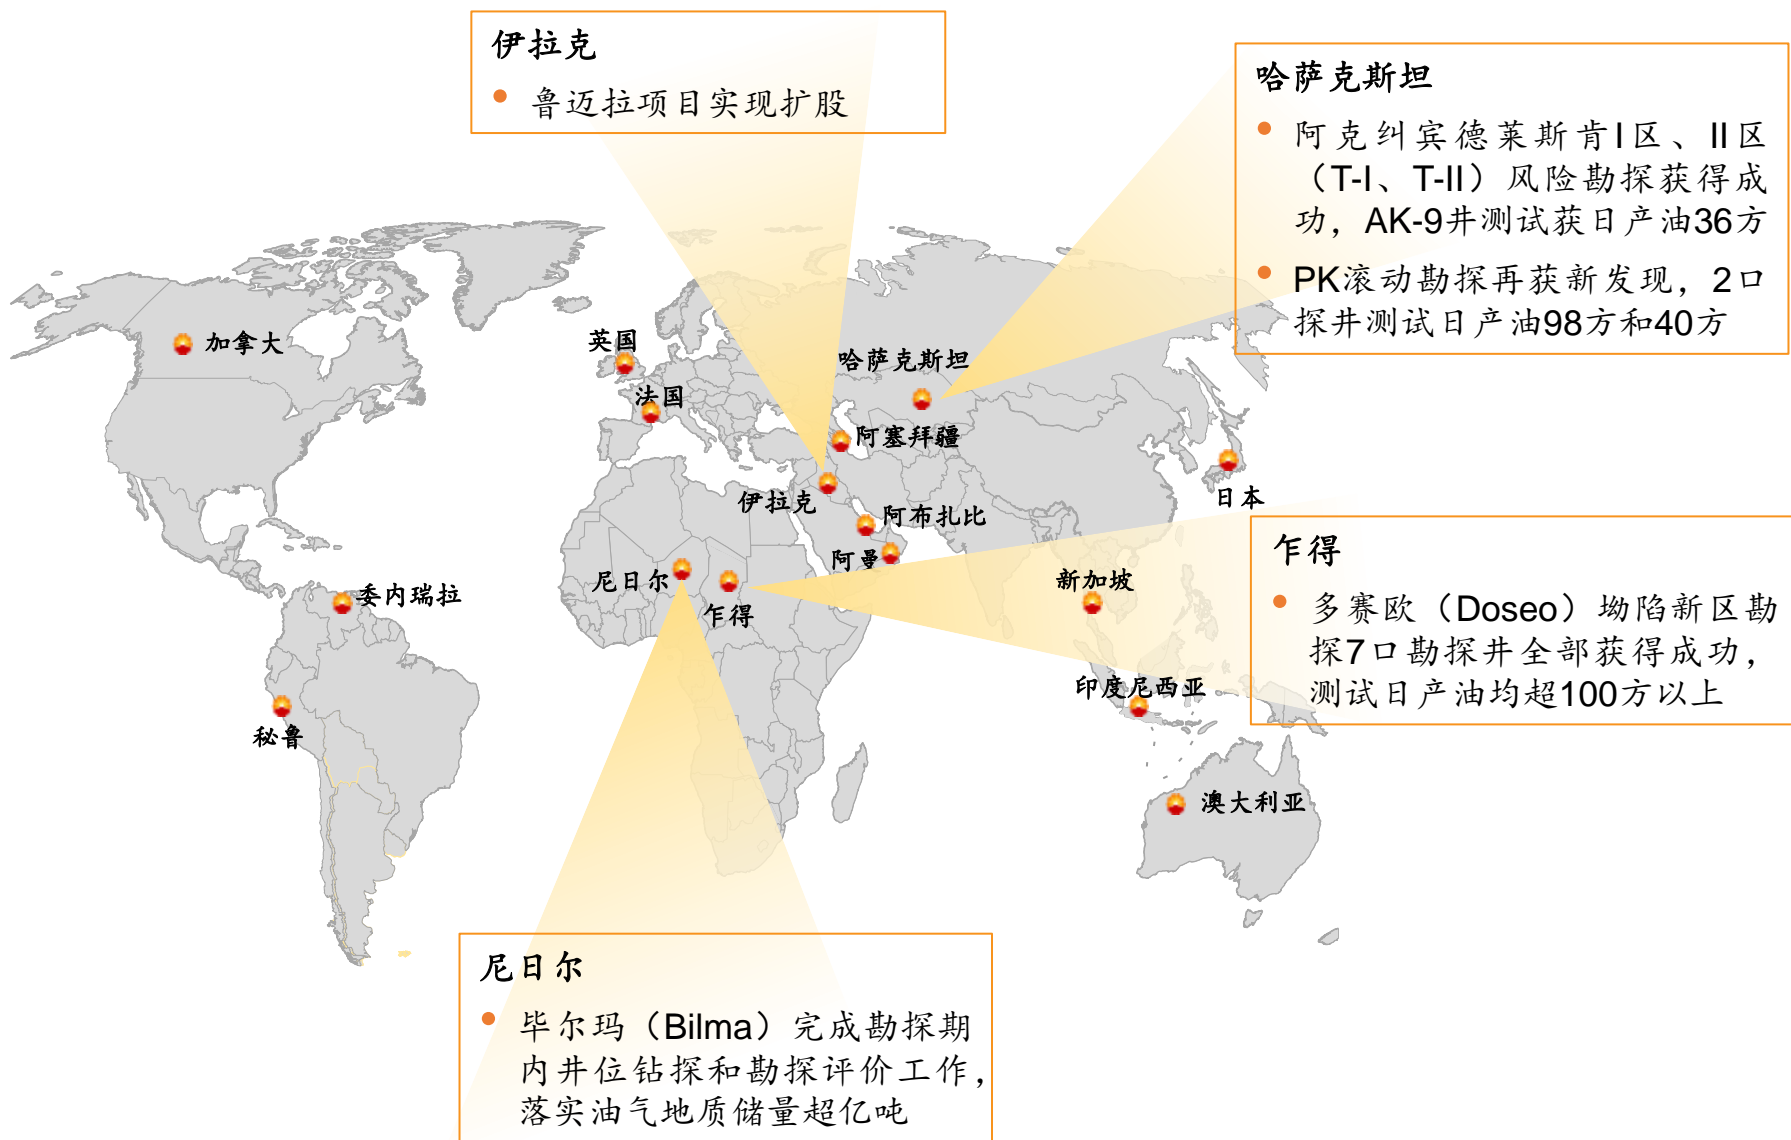 伊拉克
• 鲁迈拉项目实现扩股
哈萨克斯坦
• 阿克纠宾德莱斯肯I区、II区
（T-I、T-II）风险勘探获得成
功，AK-9井测试获日产油36方
• PK滚动勘探再获新发现，2口
探井测试日产油98方和40方
加拿大
英国
法国
哈萨克斯坦
阿塞拜疆
伊拉克
日本
阿布扎比
阿曼
尼日尔
乍得
新加坡
委内瑞拉
印度尼西亚
秘鲁
澳大利亚
乍得
• 多赛欧（Doseo）坳陷新区勘
探7口勘探井全部获得成功，
测试日产油均超100方以上
尼日尔
• 毕尔玛（Bilma）完成勘探期
内井位钻探和勘探评价工作，
落实油气地质储量超亿吨